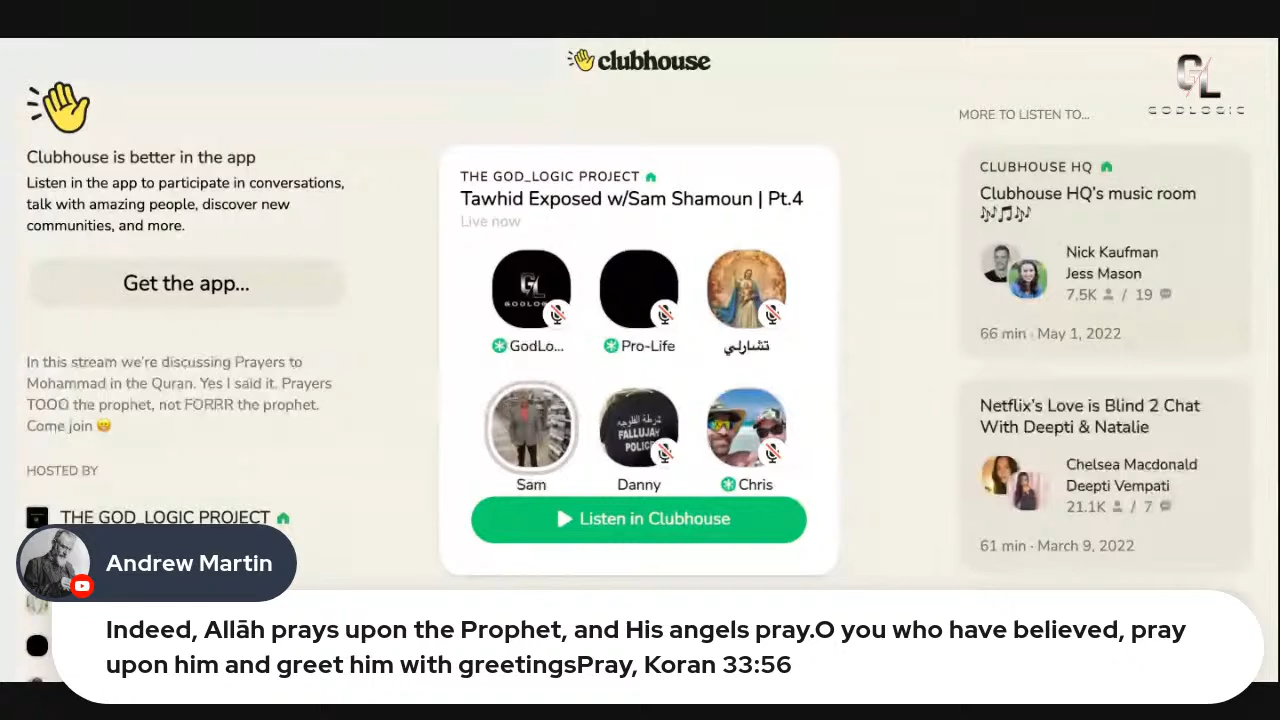 clubhouse
GL
GODLOGIC
Clubhouse is better in the app
Listen in the app to participate in conversations,
talk with amazing people, discover new
communities, and more.
Get the app...
In this stream we're discussing Prayers to
Mohammad in the Quran. Yes I said it. Prayers
TOOO the prophet, not FORRR the prophet.
Come join 😀
HOSTED BY
THE GOD_LOGIC PROJECT
THE GOD_LOGIC PROJECT
Tawhid Exposed w/Sam Shamoun | Pt.4
Live now
GL
GODLOG
GodLo...
Pro-Life
تشارلي
شرطة الفلوجه
FALLUJAH
POLICE
Sam
Danny
Chris
Listen in Clubhouse
MORE TO LISTEN TO...
CLUBHOUSE HQ
Clubhouse HQ's music room
🎶🎵🎶
Nick Kaufman
Jess Mason
7.5K / 19
66 min · May 1, 2022
Netflix's Love is Blind 2 Chat
With Deepti & Natalie
Chelsea Macdonald
Deepti Vempati
21.1K / 7
61 min · March 9, 2022
Andrew Martin
Indeed, Allāh prays upon the Prophet, and His angels pray.O you who have believed, pray
upon him and greet him with greetingsPray, Koran 33:56